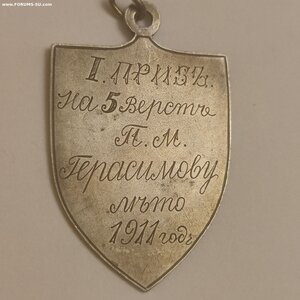 www.FORUMS-SU.com
I. ПРИЗЪ.
На 5 Верстъ
П. М.
Герасимову
лѣто
1911 годъ